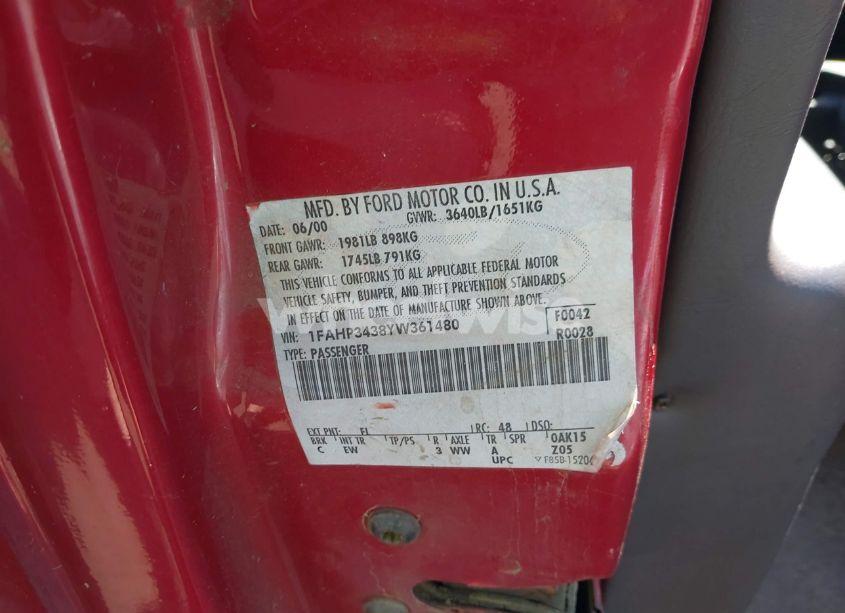 MFD. BY FORD MOTOR CO. IN U.S.A.
DATE: 06/00 GVWR: 3640LB/1651KG
FRONT GAWR: 1981LB 898KG
REAR GAWR: 1745LB 791KG
THIS VEHICLE CONFORMS TO ALL APPLICABLE FEDERAL MOTOR
VEHICLE SAFETY, BUMPER, AND THEFT PREVENTION STANDARDS
IN EFFECT ON THE DATE OF MANUFACTURE SHOWN ABOVE.
VIN: 1FAHP3438YW361480 F0042
TYPE: PASSENGER R0028
EXT PNT: EL RC: 48 DSO:
BRK INT TR TP/PS R AXLE TR SPR 0AK15
C EW 3 WW A Z05
UPC F85B-1520